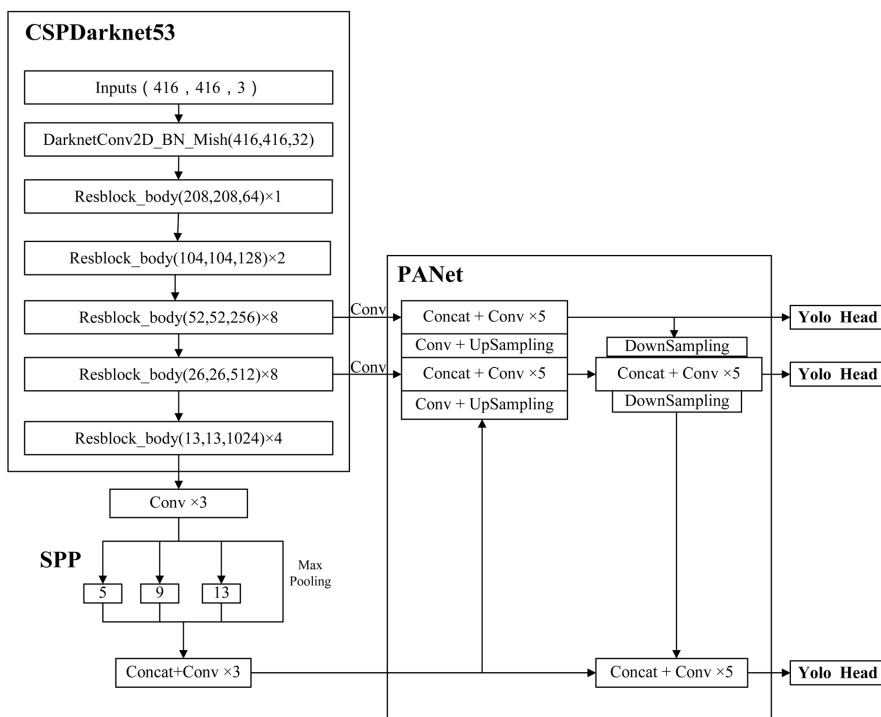 CSPDarknet53
Inputs ( 416 , 416 , 3 )
DarknetConv2D_BN_Mish(416,416,32)
Resblock_body(208,208,64)×1
Resblock_body(104,104,128)×2
Resblock_body(52,52,256)×8
Resblock_body(26,26,512)×8
Resblock_body(13,13,1024)×4
Conv ×3
SPP
5
9
13
Max
Pooling
Concat+Conv ×3
Conv
Conv
PANet
Concat + Conv ×5
Conv + UpSampling
Concat + Conv ×5
Conv + UpSampling
DownSampling
Concat + Conv ×5
DownSampling
Concat + Conv ×5
Yolo Head
Yolo Head
Yolo Head